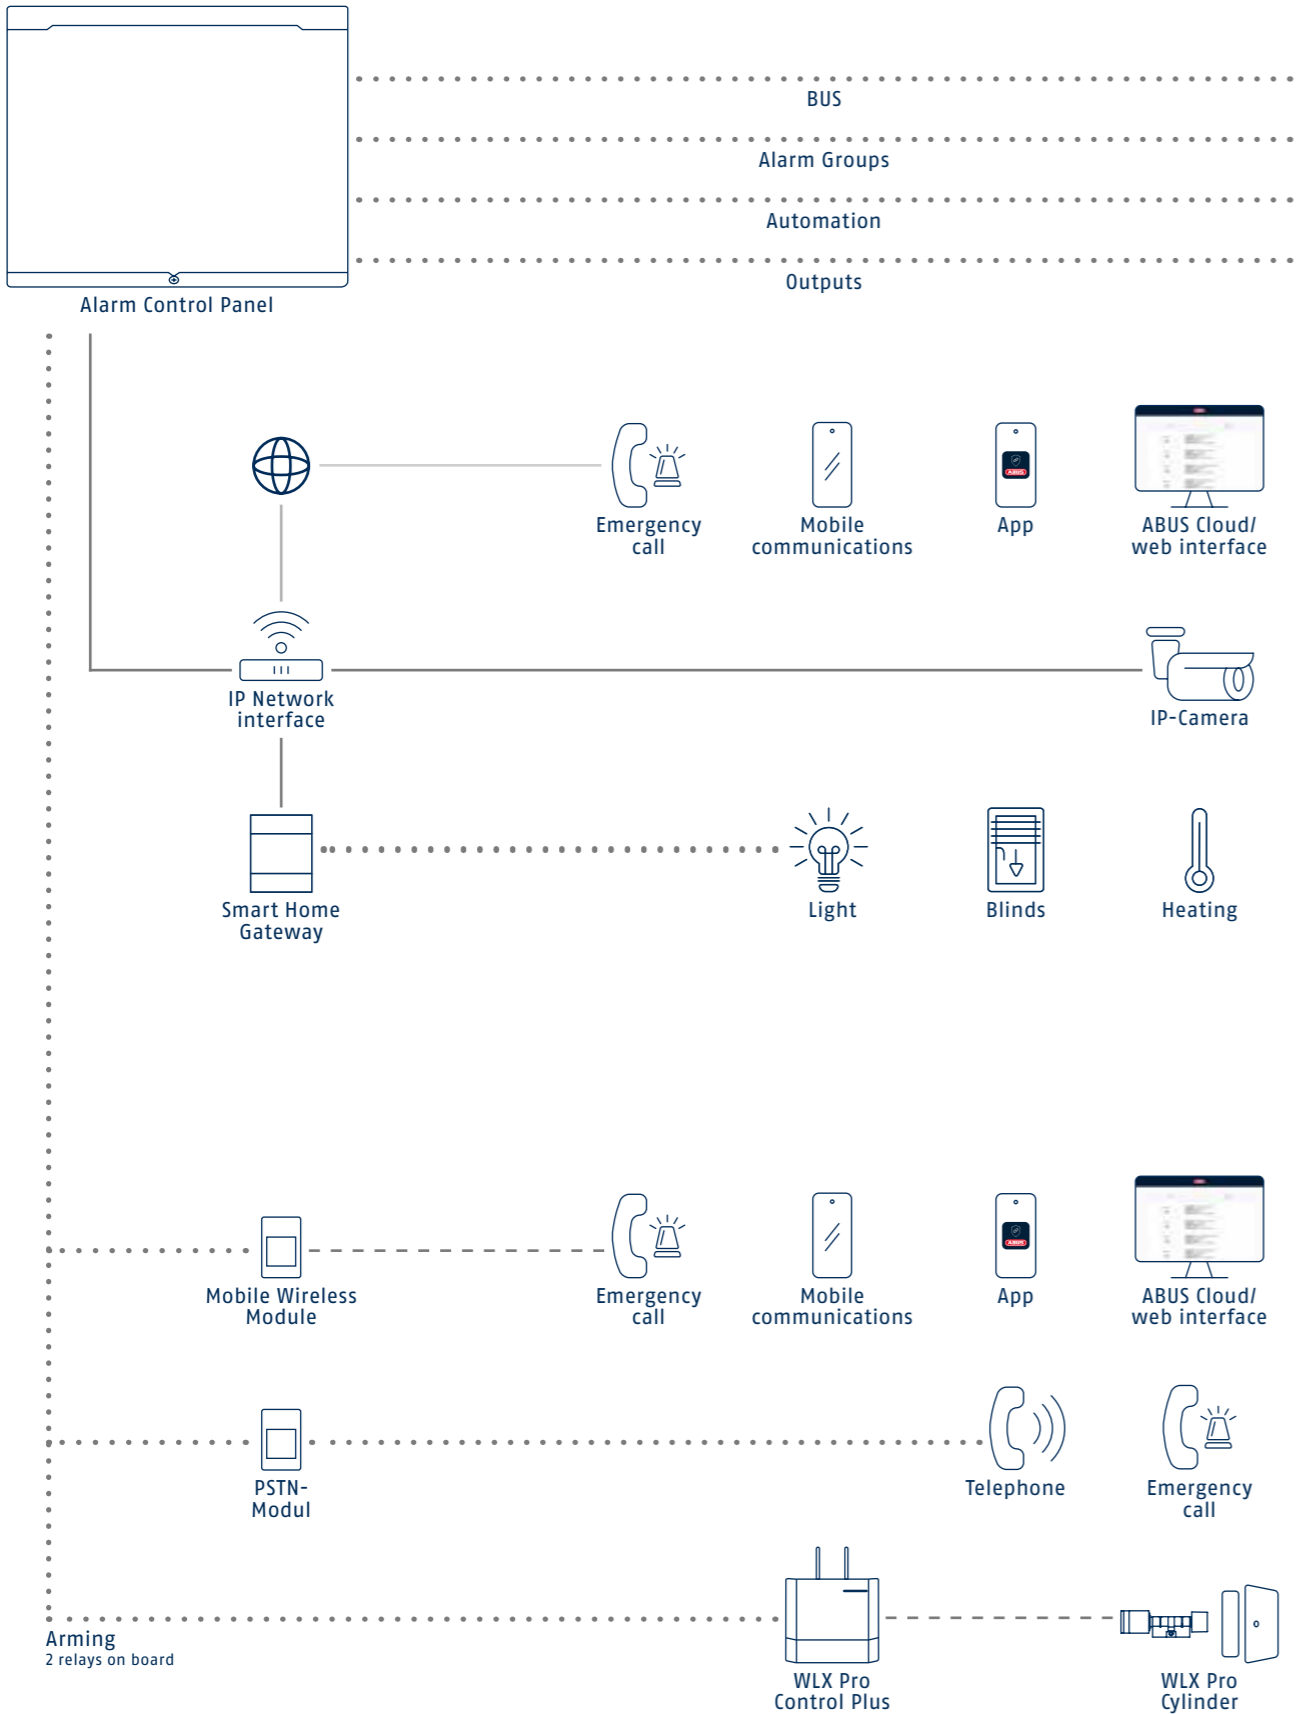 BUS
Alarm Groups
Automation
Outputs
Alarm Control Panel
Emergency
call
Mobile
communications
ABUS
App
ABUS Cloud/
web interface
IP Network
interface
IP-Camera
Smart Home
Gateway
Light
Blinds
Heating
Mobile Wireless
Module
Emergency
call
Mobile
communications
ABUS
App
ABUS Cloud/
web interface
PSTN-
Modul
Telephone
Emergency
call
Arming
2 relays on board
WLX Pro
Control Plus
WLX Pro
Cylinder